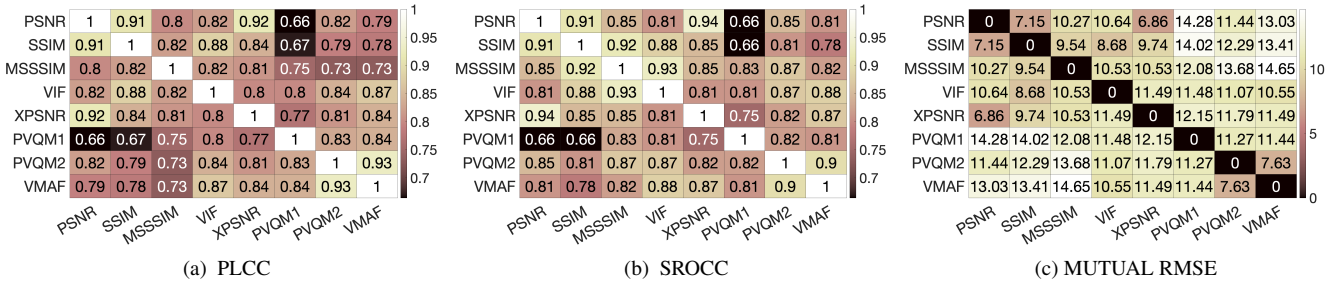 PSNR 1 0.91 0.8 0.82 0.92 0.66 0.82 0.79
SSIM 0.91 1 0.82 0.88 0.84 0.67 0.79 0.78
MSSSIM 0.8 0.82 1 0.82 0.81 0.75 0.73 0.73
VIF 0.82 0.88 0.82 1 0.8 0.8 0.84 0.87
XPSNR 0.92 0.84 0.81 0.8 1 0.77 0.81 0.84
PVQM1 0.66 0.67 0.75 0.8 0.77 1 0.83 0.84
PVQM2 0.82 0.79 0.73 0.84 0.81 0.83 1 0.93
VMAF 0.79 0.78 0.73 0.87 0.84 0.84 0.93 1
PSNR SSIM MSSSIM VIF XPSNR PVQM1 PVQM2 VMAF
1
0.95
0.9
0.85
0.8
0.75
0.7
(a) PLCC
PSNR 1 0.91 0.85 0.81 0.94 0.66 0.85 0.81
SSIM 0.91 1 0.92 0.88 0.85 0.66 0.81 0.78
MSSSIM 0.85 0.92 1 0.93 0.85 0.83 0.87 0.82
VIF 0.81 0.88 0.93 1 0.81 0.81 0.87 0.88
XPSNR 0.94 0.85 0.85 0.81 1 0.75 0.82 0.87
PVQM1 0.66 0.66 0.83 0.81 0.75 1 0.82 0.81
PVQM2 0.85 0.81 0.87 0.87 0.82 0.82 1 0.9
VMAF 0.81 0.78 0.82 0.88 0.87 0.81 0.9 1
PSNR SSIM MSSSIM VIF XPSNR PVQM1 PVQM2 VMAF
1
0.95
0.9
0.85
0.8
0.75
0.7
(b) SROCC
PSNR 0 7.15 10.27 10.64 6.86 14.28 11.44 13.03
SSIM 7.15 0 9.54 8.68 9.74 14.02 12.29 13.41
MSSSIM 10.27 9.54 0 10.53 10.53 12.08 13.68 14.65
VIF 10.64 8.68 10.53 0 11.49 11.48 11.07 10.55
XPSNR 6.86 9.74 10.53 11.49 0 12.15 11.79 11.49
PVQM1 14.28 14.02 12.08 11.48 12.15 0 11.27 11.44
PVQM2 11.44 12.29 13.68 11.07 11.79 11.27 0 7.63
VMAF 13.03 13.41 14.65 10.55 11.49 11.44 7.63 0
PSNR SSIM MSSSIM VIF XPSNR PVQM1 PVQM2 VMAF
10
5
0
(c) MUTUAL RMSE